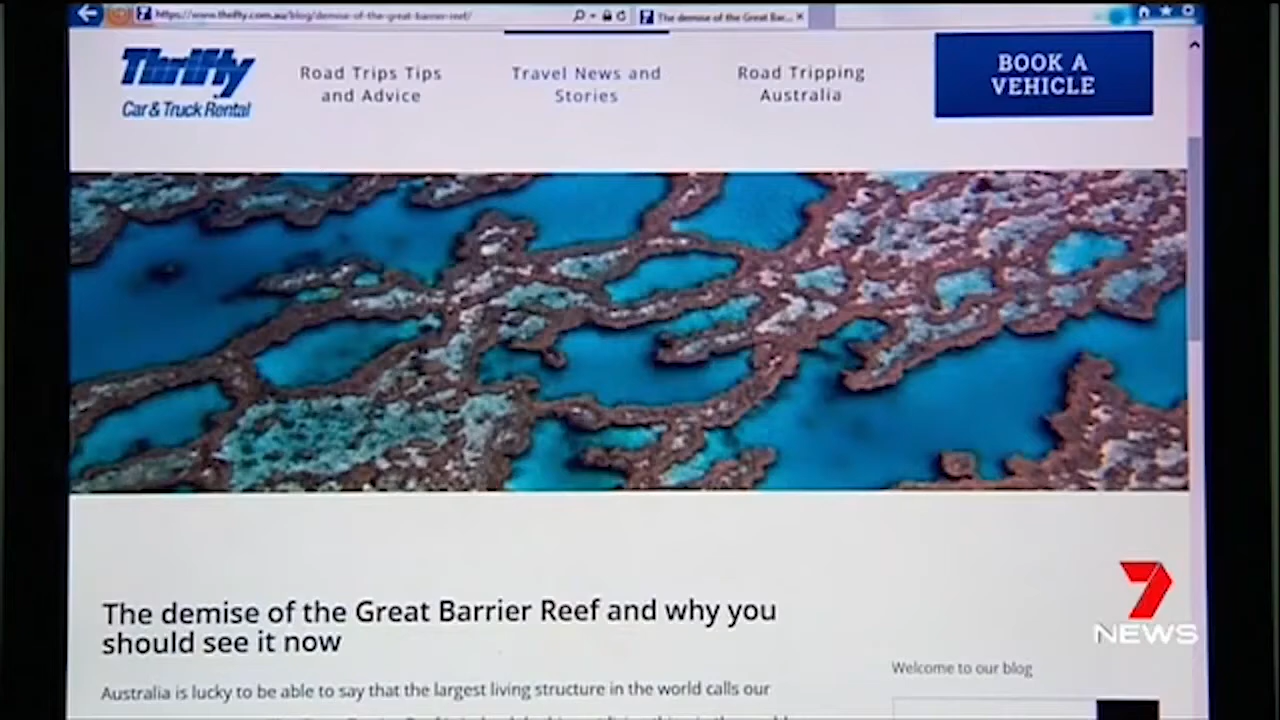 https://www.thrifty.com.au/blog/demise-of-the-great-barrier-reef/
The demise of the Great Bar...
Thrifty
Car & Truck Rental
Road Trips Tips
and Advice
Travel News and
Stories
Road Tripping
Australia
BOOK A
VEHICLE
The demise of the Great Barrier Reef and why you
should see it now
Australia is lucky to be able to say that the largest living structure in the world calls our
Welcome to our blog
7
NEWS